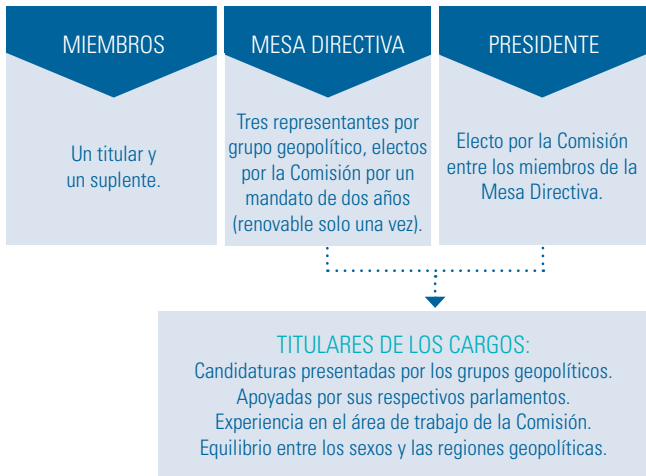 MIEMBROS
Un titular y
un suplente.
MESA DIRECTIVA
Tres representantes por
grupo geopolítico, electos
por la Comisión por un
mandato de dos años
(renovable solo una vez).
PRESIDENTE
Electo por la Comisión
entre los miembros de la
Mesa Directiva.
TITULARES DE LOS CARGOS:
Candidaturas presentadas por los grupos geopolíticos.
Apoyadas por sus respectivos parlamentos.
Experiencia en el área de trabajo de la Comisión.
Equilibrio entre los sexos y las regiones geopolíticas.